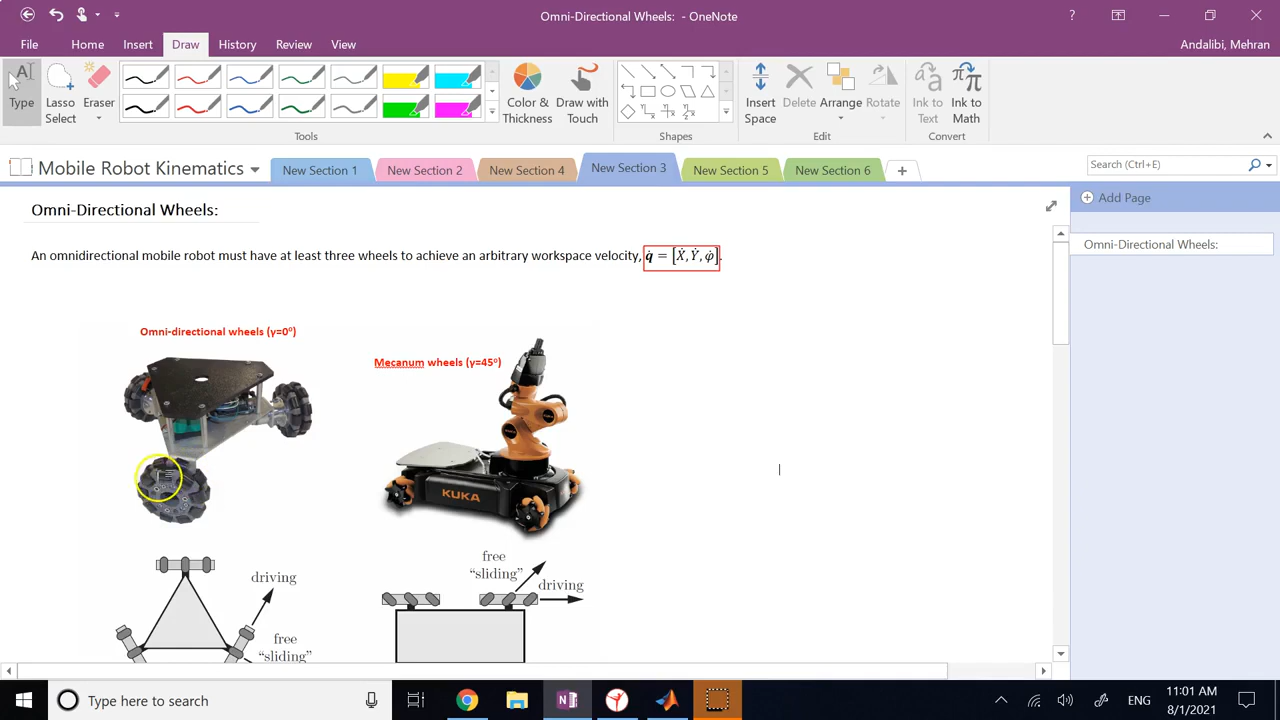 Omni-Directional Wheels: - OneNote
?
File
Home
Insert
Draw
History
Review
View
Andalibi, Mehran
Type
Lasso
Select
Eraser
Color &
Thickness
Draw with
Touch
Insert
Space
Delete
Arrange
Rotate
Ink to
Text
Ink to
Math
Tools
Shapes
Edit
Convert
Mobile Robot Kinematics
New Section 1
New Section 2
New Section 4
New Section 3
New Section 5
New Section 6
Search (Ctrl+E)
Add Page
Omni-Directional Wheels:
Omni-Directional Wheels:
An omnidirectional mobile robot must have at least three wheels to achieve an arbitrary workspace velocity, q̇ = [Ẋ, Ẏ, φ̇].
Omni-directional wheels (γ=0º)
Mecanum wheels (γ=45º)
KUKA
driving
free
"sliding"
free
"sliding"
driving
Type here to search
ENG
11:01 AM
8/1/2021